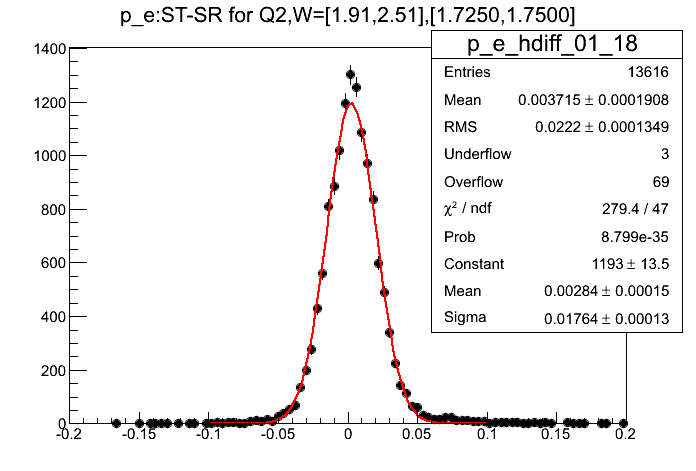 p_e:ST-SR for Q2,W=[1.91,2.51],[1.7250,1.7500]
p_e_hdiff_01_18
Entries 13616
Mean 0.003715 ± 0.0001908
RMS 0.0222 ± 0.0001349
Underflow 3
Overflow 69
χ² / ndf 279.4 / 47
Prob 8.799e-35
Constant 1193 ± 13.5
Mean 0.00284 ± 0.00015
Sigma 0.01764 ± 0.00013
1400
1200
1000
800
600
400
200
0
-0.2 -0.15 -0.1 -0.05 0 0.05 0.1 0.15 0.2